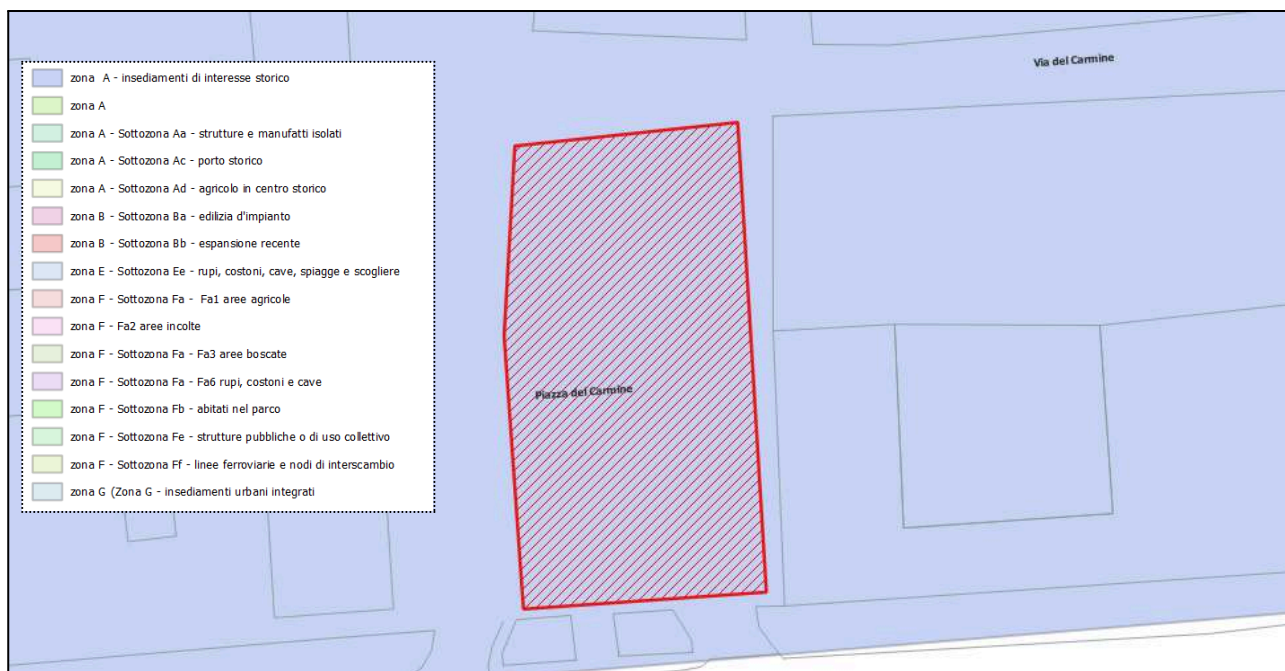 Via del Carmine
zona A - insediamenti di interesse storico
zona A
zona A - Sottozona Aa - strutture e manufatti isolati
zona A - Sottozona Ac - porto storico
zona A - Sottozona Ad - agricolo in centro storico
zona B - Sottozona Ba - edilizia d'impianto
zona B - Sottozona Bb - espansione recente
zona E - Sottozona Ee - rupi, costoni, cave, spiagge e scogliere
zona F - Sottozona Fa - Fa1 aree agricole
zona F - Fa2 aree incolte
zona F - Sottozona Fa - Fa3 aree boscate
zona F - Sottozona Fa - Fa6 rupi, costoni e cave
zona F - Sottozona Fb - abitati nel parco
zona F - Sottozona Fe - strutture pubbliche o di uso collettivo
zona F - Sottozona Ff - linee ferroviarie e nodi di interscambio
zona G (Zona G - insediamenti urbani integrati
Piazza del Carmine